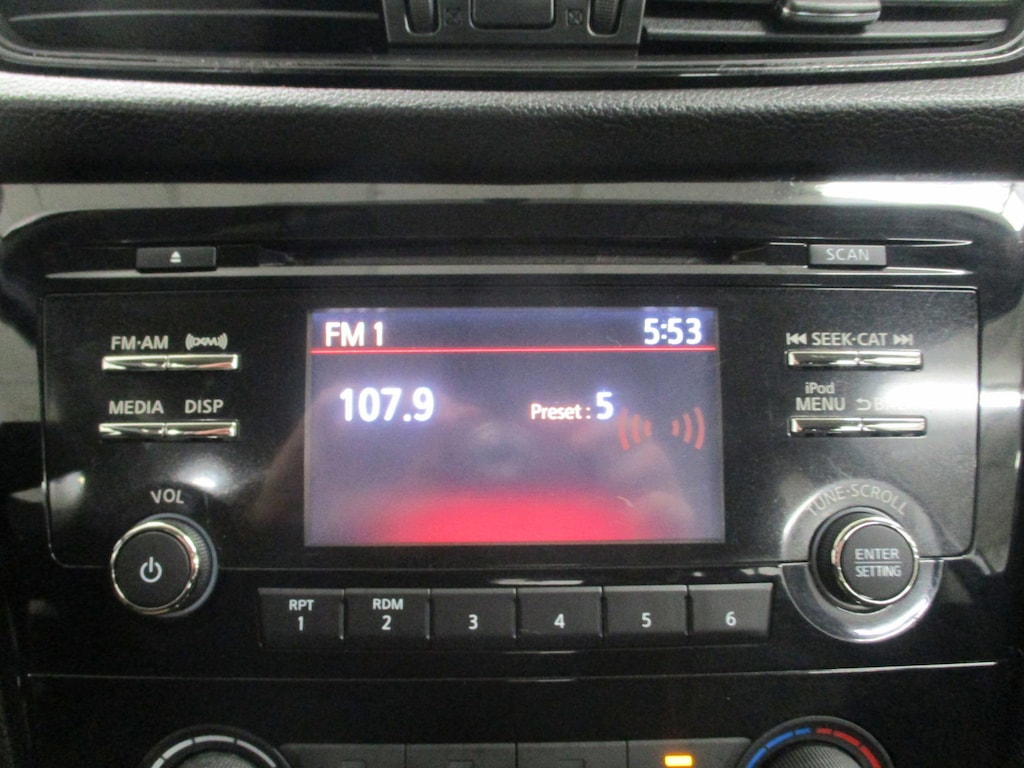 SCAN
FM·AM XM
SEEK·CAT
FM 1 5:53
MEDIA DISP
107.9 Preset : 5
iPod
MENU
VOL
TUNE·SCROLL
ENTER
SETTING
RPT RDM
1 2 3 4 5 6